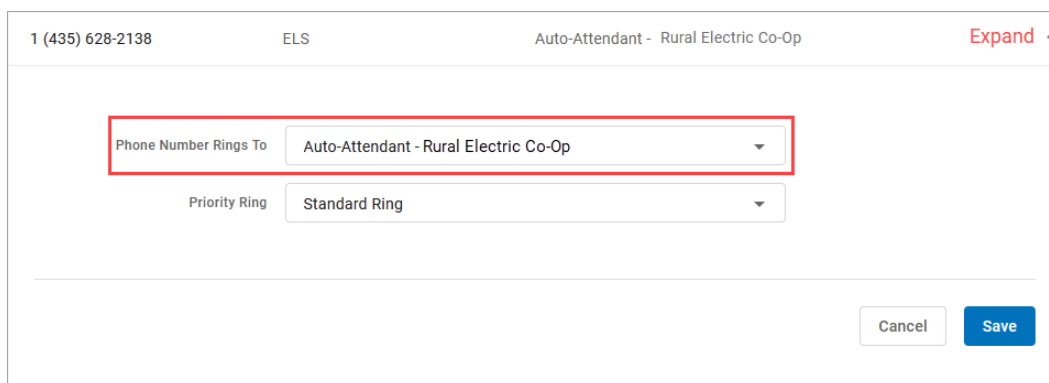 1 (435) 628-2138 ELS Auto-Attendant - Rural Electric Co-Op Expand
Phone Number Rings To Auto-Attendant - Rural Electric Co-Op
Priority Ring Standard Ring
Cancel Save